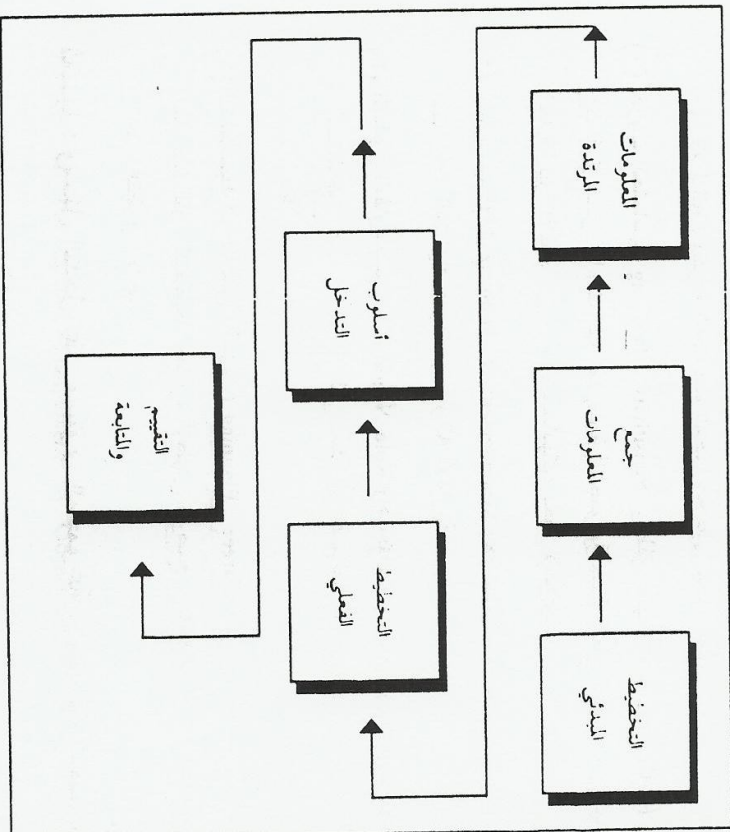 التخطيط
المبدئي
جمع
المعلومات
المعلومات
المرتدة
التخطيط
الفعلي
أسلوب
التدخل
التقييم
والمتابعة